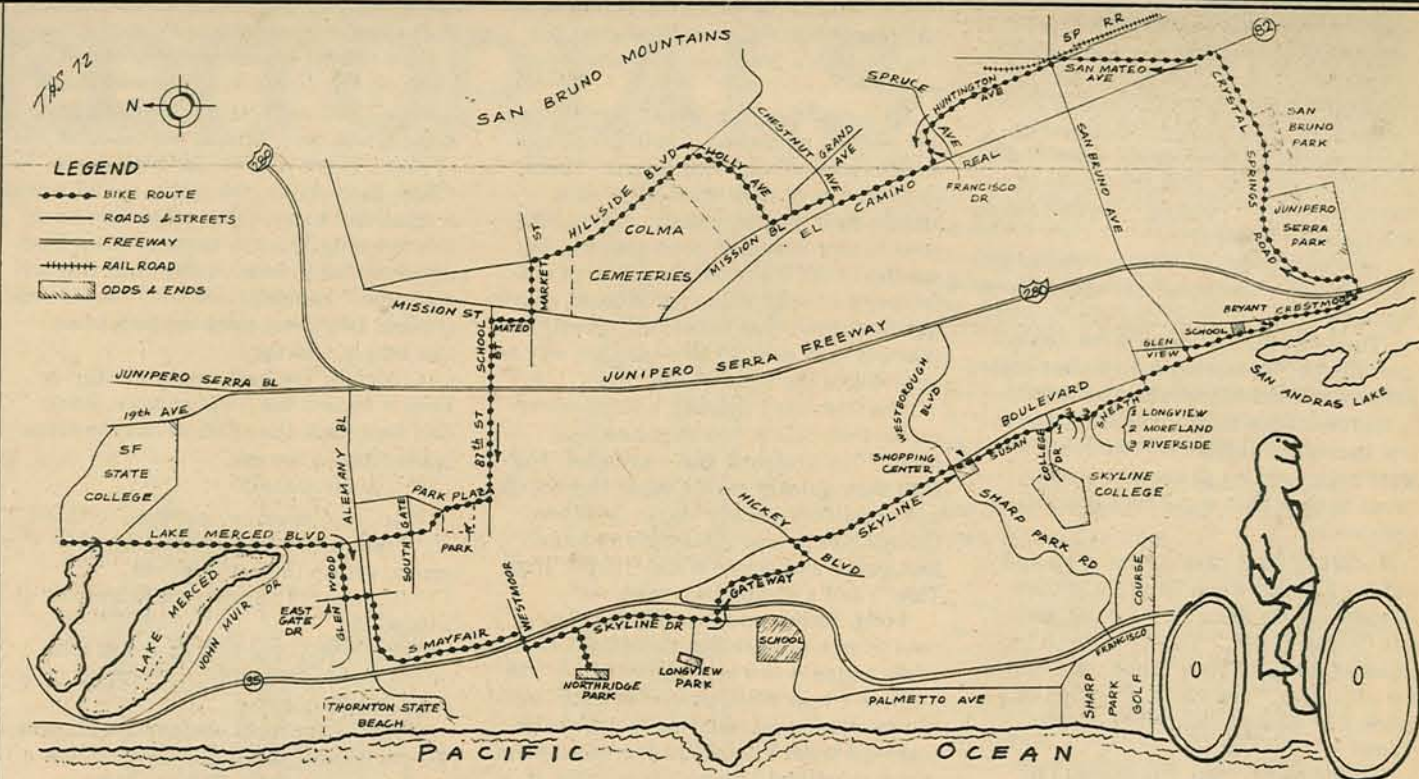 THS 72
N
LEGEND
BIKE ROUTE
ROADS & STREETS
FREEWAY
RAILROAD
ODDS & ENDS
SAN BRUNO MOUNTAINS
280
SP RR
82
SAN MATEO AVE
HUNTINGTON AVE
SPRUCE AVE
CHESTNUT AVE
GRAND AVE
HOLLY AVE
HILLSIDE BLVD
COLMA
CEMETERIES
MISSION BL
EL CAMINO REAL
FRANCISCO DR
SAN BRUNO AVE
CRYSTAL SPRINGS ROAD
SAN BRUNO PARK
JUNIPERO SERRA PARK
MARKET ST
MISSION ST
MATEO
SCHOOL ST
JUNIPERO SERRA BL
JUNIPERO SERRA FREEWAY
280
BRYANT
CRESTMOOR
SCHOOL
GLEN VIEW
SAN ANDRAS LAKE
19th AVE
SF STATE COLLEGE
ALEMANY BL
87th ST
PARK PLAZA
PARK
SOUTH GATE
LAKE MERCED BLVD
LAKE MERCED
JOHN MUIR DR
GLEN WOOD
EAST GATE DR
WESTBOROUGH BLVD
SHOPPING CENTER
SKYLINE BOULEVARD
SUSAN
COLLEGE DR
1
2
3
SHEATH
1 LONGVIEW
2 MORELAND
3 RIVERSIDE
SKYLINE COLLEGE
SHARP PARK RD
HICKEY BLVD
GATEWAY
S MAYFAIR
WESTMOOR
SKYLINE DR
35
NORTHRIDGE PARK
LONGVIEW PARK
SCHOOL
PALMETTO AVE
FRANCISCO
SHARP PARK GOLF COURSE
THORNTON STATE BEACH
PACIFIC OCEAN